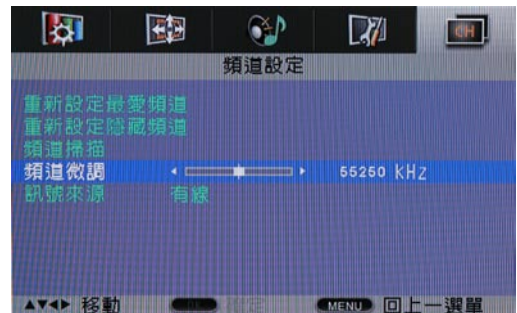 CH
頻道設定
重新設定最愛頻道
重新設定隱藏頻道
頻道掃描
頻道微調 55250 kHz
訊號來源 有線
▲▼◀▶ 移動 MENU 回上一選單